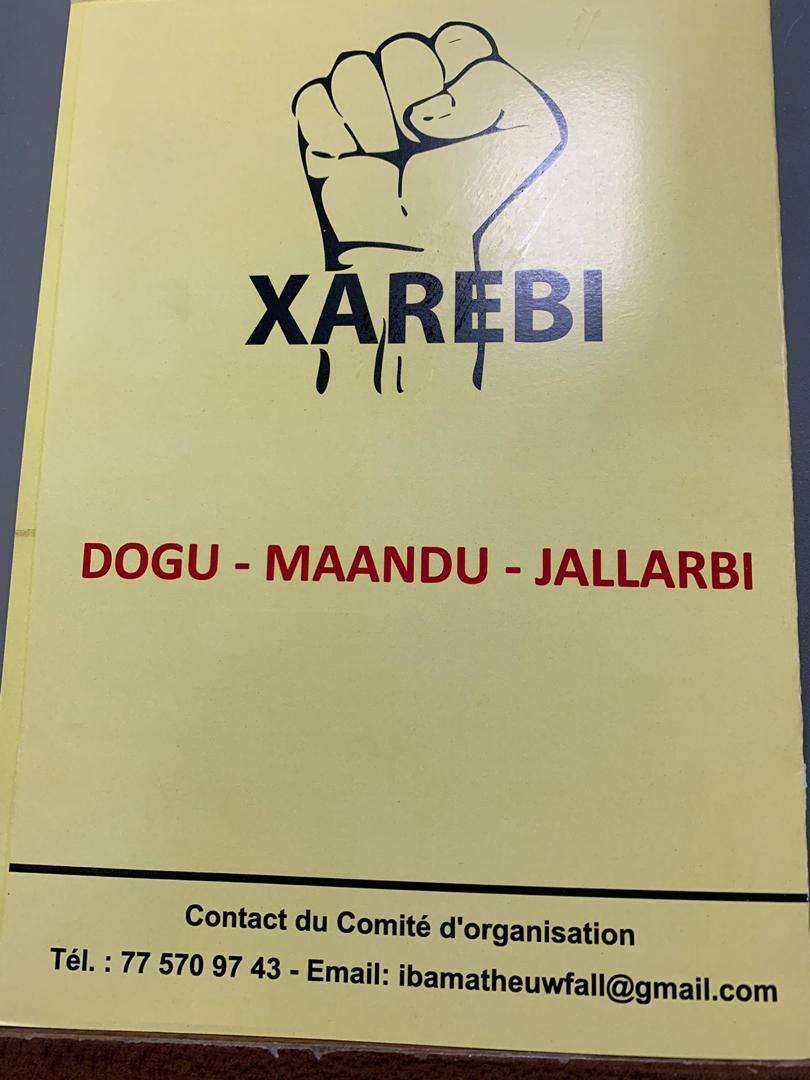 XAREBI
DOGU - MAANDU - JALLARBI
Contact du Comité d'organisation
Tél. : 77 570 97 43 - Email: ibamatheuwfall@gmail.com